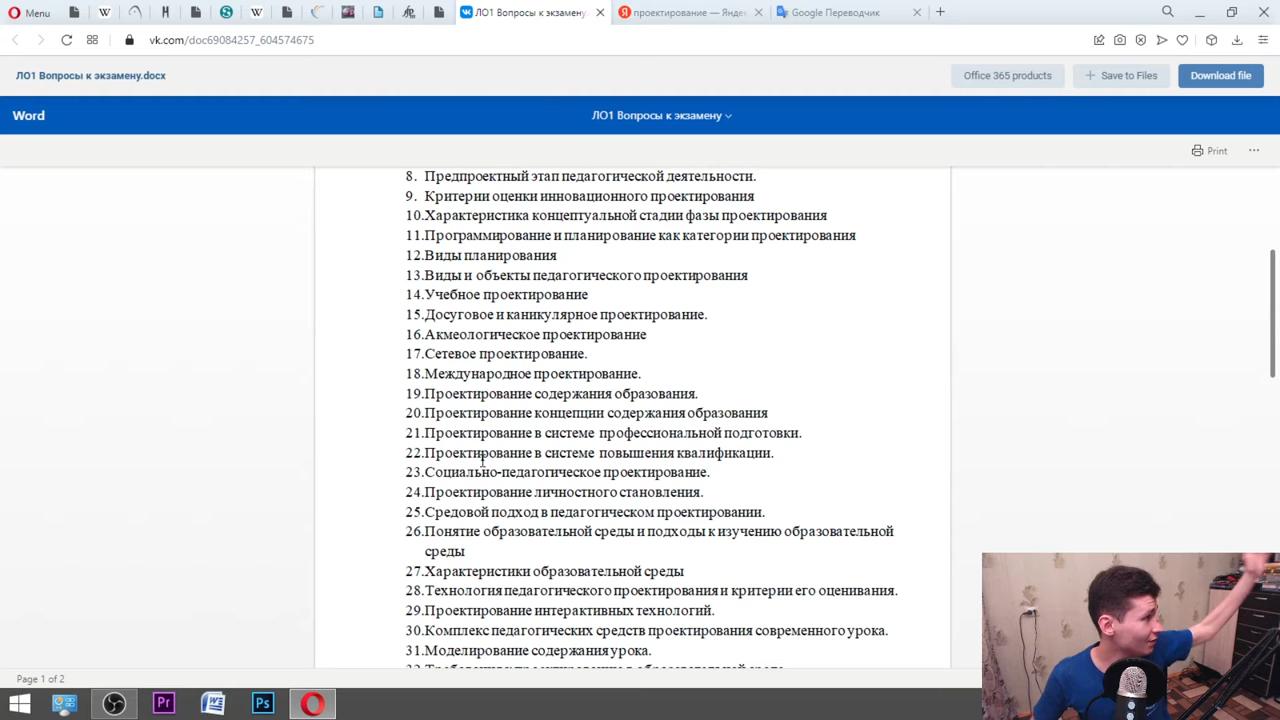 Menu
ЛО1 Вопросы к экзамену.
проектирование — Янде
Google Переводчик
vk.com/doc69084257_604574675
ЛО1 Вопросы к экзамену.docx
Office 365 products
Save to Files
Download file
Word
ЛО1 Вопросы к экзамену
Print
8. Предпроектный этап педагогической деятельности.
9. Критерии оценки инновационного проектирования
10.Характеристика концептуальной стадии фазы проектирования
11.Программирование и планирование как категории проектирования
12.Виды планирования
13.Виды и объекты педагогического проектирования
14.Учебное проектирование
15.Досуговое и каникулярное проектирование.
16.Акмеологическое проектирование
17.Сетевое проектирование.
18.Международное проектирование.
19.Проектирование содержания образования.
20.Проектирование концепции содержания образования
21.Проектирование в системе профессиональной подготовки.
22.Проектирование в системе повышения квалификации.
23.Социально-педагогическое проектирование.
24.Проектирование личностного становления.
25.Средовой подход в педагогическом проектировании.
26.Понятие образовательной среды и подходы к изучению образовательной
среды
27.Характеристики образовательной среды
28.Технология педагогического проектирования и критерии его оценивания.
29.Проектирование интерактивных технологий.
30.Комплекс педагогических средств проектирования современного урока.
31.Моделирование содержания урока.
Page 1 of 2
Pr
Ps